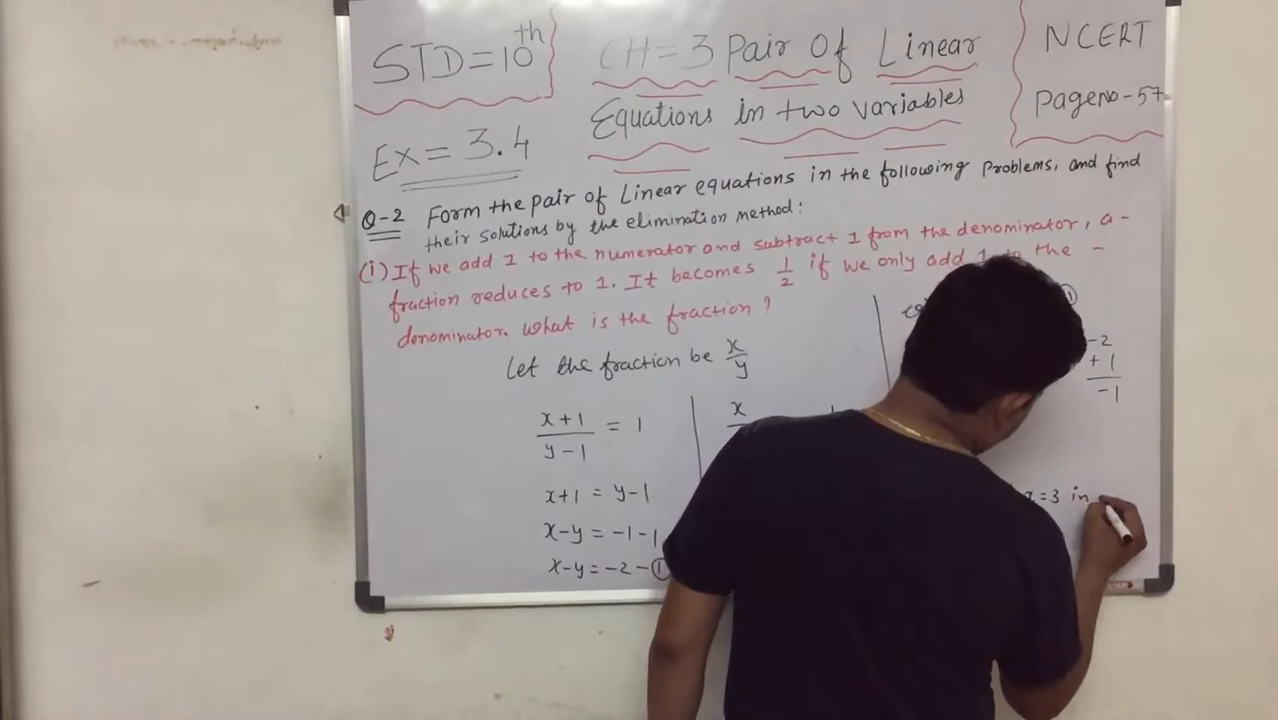 STD=10th
CH=3 Pair Of Linear
Equations in two variables
NCERT
Pageno-57
Ex=3.4
Q-2 Form the pair of Linear equations in the following Problems, and find
their solutions by the elimination method:
(i) If we add 1 to the numerator and subtract 1 from the denominator, a-
fraction reduces to 1. It becomes 1/2 if we only add 1 to the -
denominator. what is the fraction?
Let the fraction be x/y
x+1/y-1 = 1
x+1 = y-1
x-y = -1-1
x-y = -2 - ①
x
-2
+1
-1
x=3 in